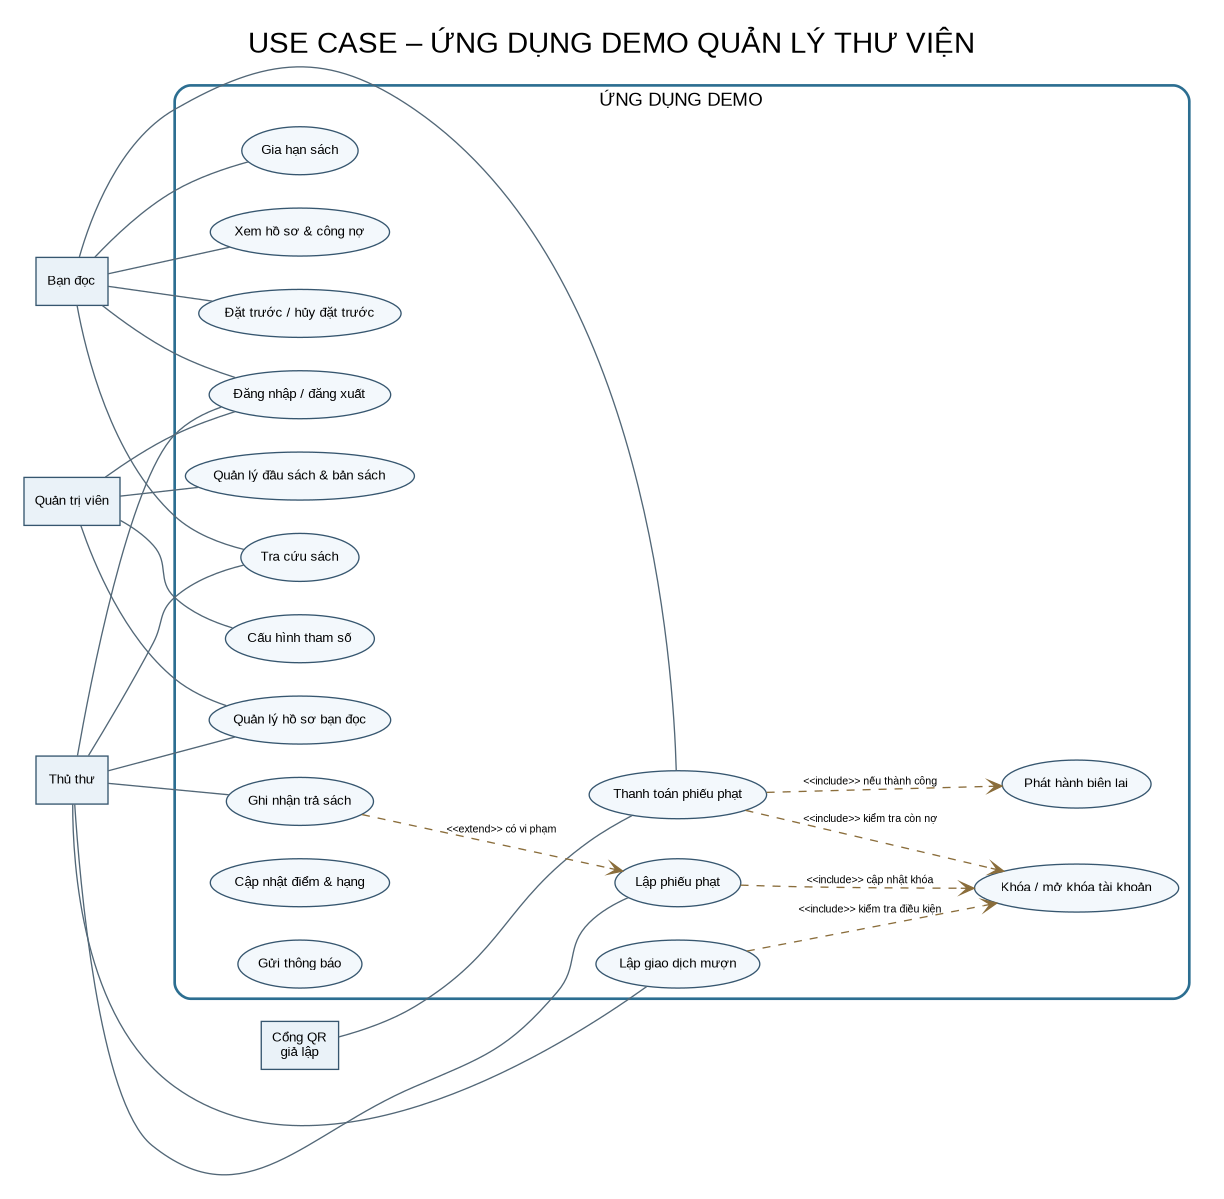 USE CASE – ỨNG DỤNG DEMO QUẢN LÝ THƯ VIỆN
ỨNG DỤNG DEMO
Gia hạn sách
Xem hồ sơ & công nợ
Bạn đọc
Đặt trước / hủy đặt trước
Đăng nhập / đăng xuất
Quản lý đầu sách & bản sách
Quản trị viên
Tra cứu sách
Cấu hình tham số
Quản lý hồ sơ bạn đọc
Thủ thư
Ghi nhận trả sách
<<extend>> có vi phạm
Thanh toán phiếu phạt
<<include>> nếu thành công
Phát hành biên lai
<<include>> kiểm tra còn nợ
Cập nhật điểm & hạng
Lập phiếu phạt
<<include>> cập nhật khóa
Khóa / mở khóa tài khoản
<<include>> kiểm tra điều kiện
Gửi thông báo
Lập giao dịch mượn
Cổng QR
giả lập